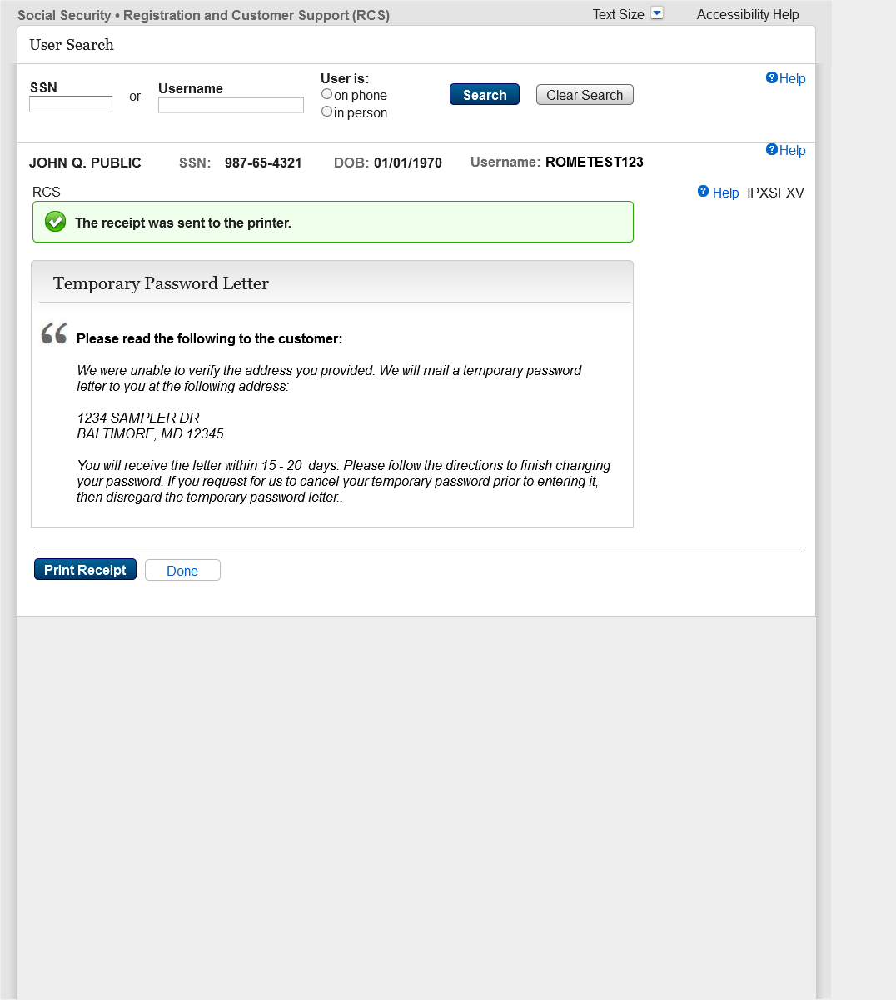 Social Security • Registration and Customer Support (RCS)
Text Size
Accessibility Help
User Search
SSN
or
Username
User is:
on phone
in person
Search
Clear Search
Help
JOHN Q. PUBLIC SSN: 987-65-4321 DOB: 01/01/1970 Username: ROMETEST123
Help
RCS
Help IPXSFXV
The receipt was sent to the printer.
Temporary Password Letter
Please read the following to the customer:
We were unable to verify the address you provided. We will mail a temporary password
letter to you at the following address:
1234 SAMPLER DR
BALTIMORE, MD 12345
You will receive the letter within 15 - 20  days. Please follow the directions to finish changing
your password. If you request for us to cancel your temporary password prior to entering it,
then disregard the temporary password letter..
Print Receipt
Done